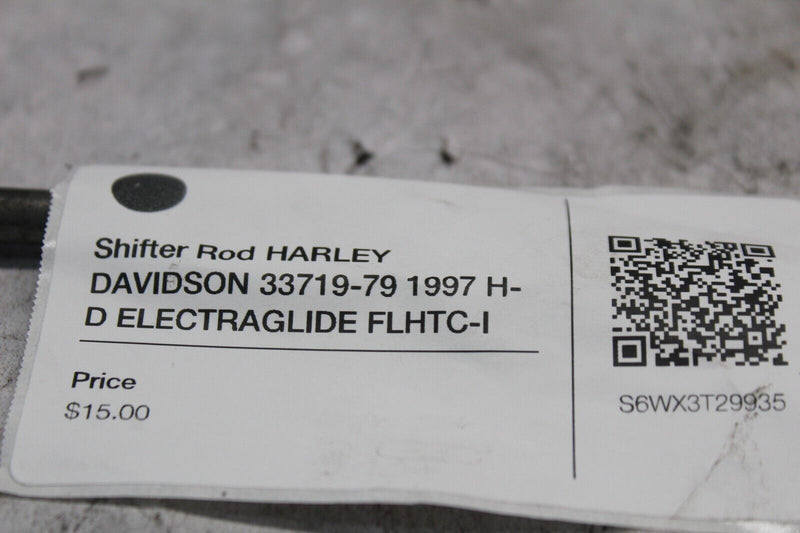 Shifter Rod HARLEY
DAVIDSON 33719-79 1997 H-
D ELECTRAGLIDE FLHTC-I
Price
$15.00
S6WX3T29935